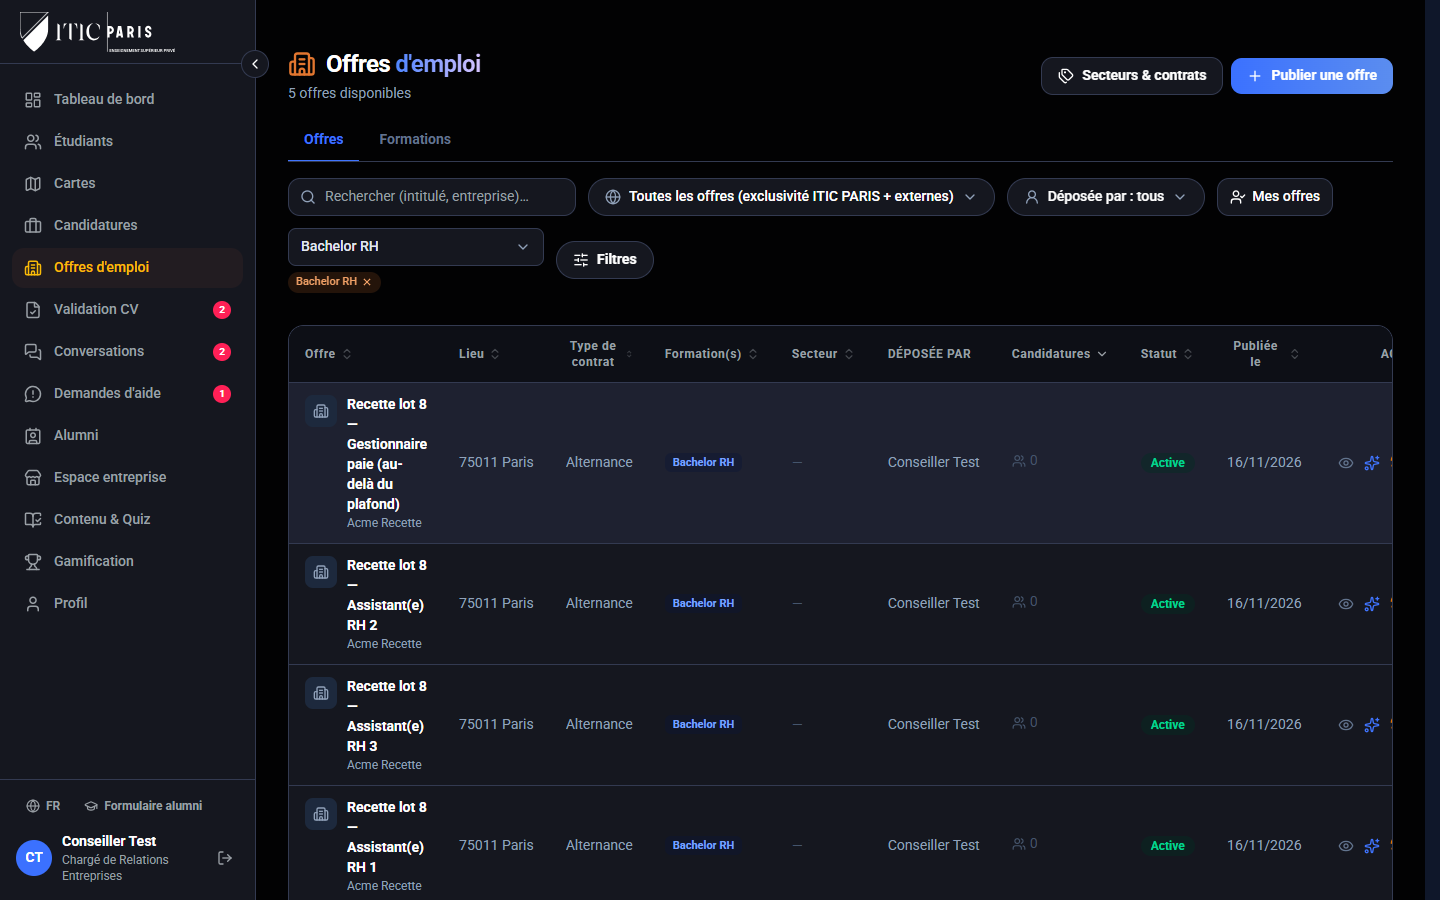 ITIC PARIS
ENSEIGNEMENT SUPÉRIEUR PRIVÉ
Tableau de bord
Étudiants
Cartes
Candidatures
Offres d'emploi
Validation CV 2
Conversations 2
Demandes d'aide 1
Alumni
Espace entreprise
Contenu & Quiz
Gamification
Profil
FR Formulaire alumni
CT
Conseiller Test
Chargé de Relations
Entreprises
Offres d'emploi
5 offres disponibles
Secteurs & contrats
Publier une offre
Offres Formations
Rechercher (intitulé, entreprise)...
Toutes les offres (exclusivité ITIC PARIS + externes)
Déposée par : tous
Mes offres
Bachelor RH
Filtres
Bachelor RH
Offre Lieu Type de contrat Formation(s) Secteur DÉPOSÉE PAR Candidatures Statut Publiée le
Recette lot 8
—
Gestionnaire
paie (au-
delà du
plafond)
Acme Recette
75011 Paris Alternance Bachelor RH — Conseiller Test 0 Active 16/11/2026
Recette lot 8
—
Assistant(e)
RH 2
Acme Recette
75011 Paris Alternance Bachelor RH — Conseiller Test 0 Active 16/11/2026
Recette lot 8
—
Assistant(e)
RH 3
Acme Recette
75011 Paris Alternance Bachelor RH — Conseiller Test 0 Active 16/11/2026
Recette lot 8
—
Assistant(e)
RH 1
Acme Recette
75011 Paris Alternance Bachelor RH — Conseiller Test 0 Active 16/11/2026